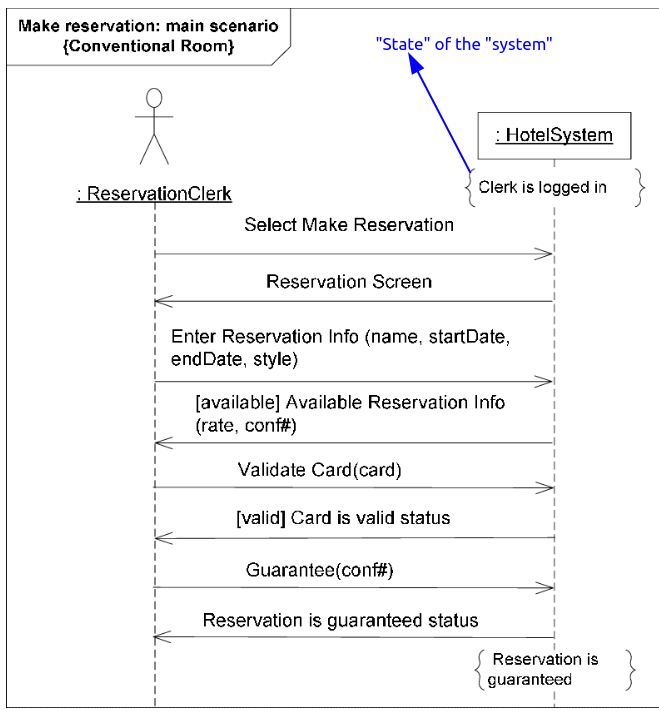 Make reservation: main scenario
{Conventional Room}
"State" of the "system"
: HotelSystem
{ Clerk is logged in }
: ReservationClerk
Select Make Reservation
Reservation Screen
Enter Reservation Info (name, startDate,
endDate, style)
[available] Available Reservation Info
(rate, conf#)
Validate Card(card)
[valid] Card is valid status
Guarantee(conf#)
Reservation is guaranteed status
{ Reservation is
guaranteed }